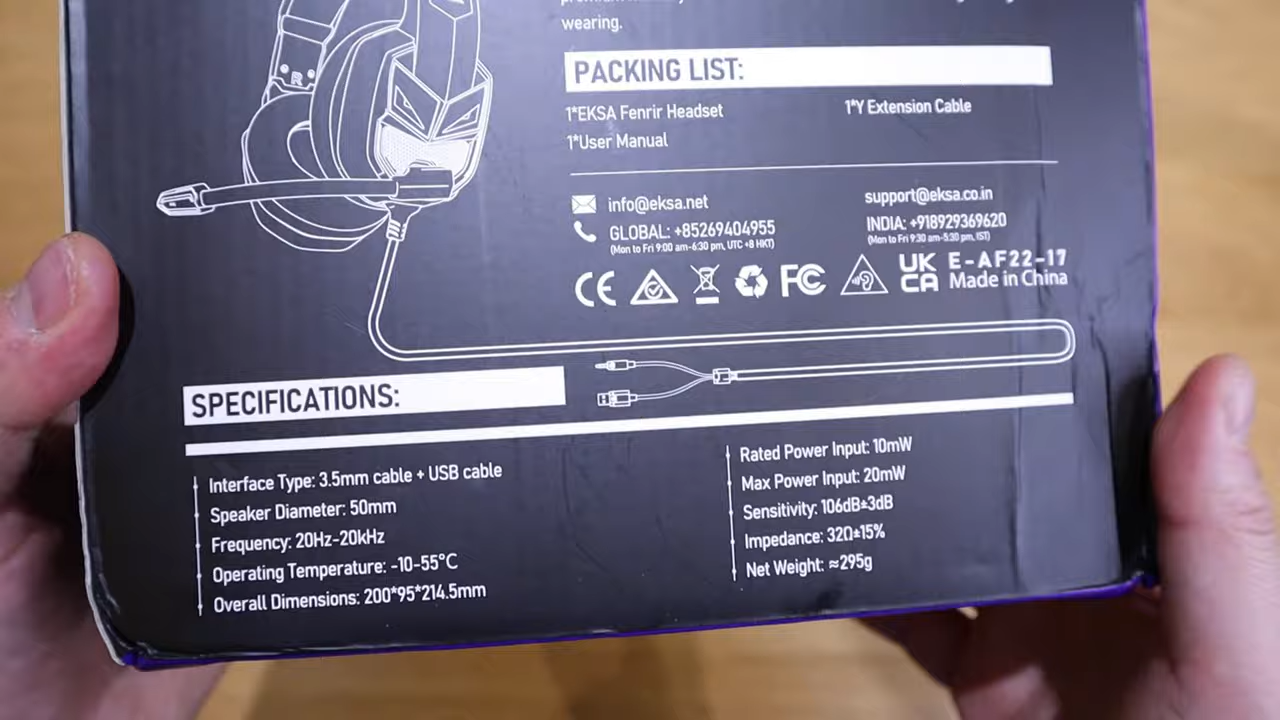 wearing.
PACKING LIST:
1*EKSA Fenrir Headset
1*Y Extension Cable
1*User Manual
info@eksa.net
support@eksa.co.in
GLOBAL: +85269404955
(Mon to Fri 9:00 am-6:30 pm, UTC +8 HKT)
INDIA: +918929369620
(Mon to Fri 9:30 am-5:30 pm, IST)
CE
FC
UK
CA
E-AF22-17
Made in China
R
SPECIFICATIONS:
Interface Type: 3.5mm cable + USB cable
Speaker Diameter: 50mm
Frequency: 20Hz-20kHz
Operating Temperature: -10-55°C
Overall Dimensions: 200*95*214.5mm
Rated Power Input: 10mW
Max Power Input: 20mW
Sensitivity: 106dB±3dB
Impedance: 32Ω±15%
Net Weight: ≈295g